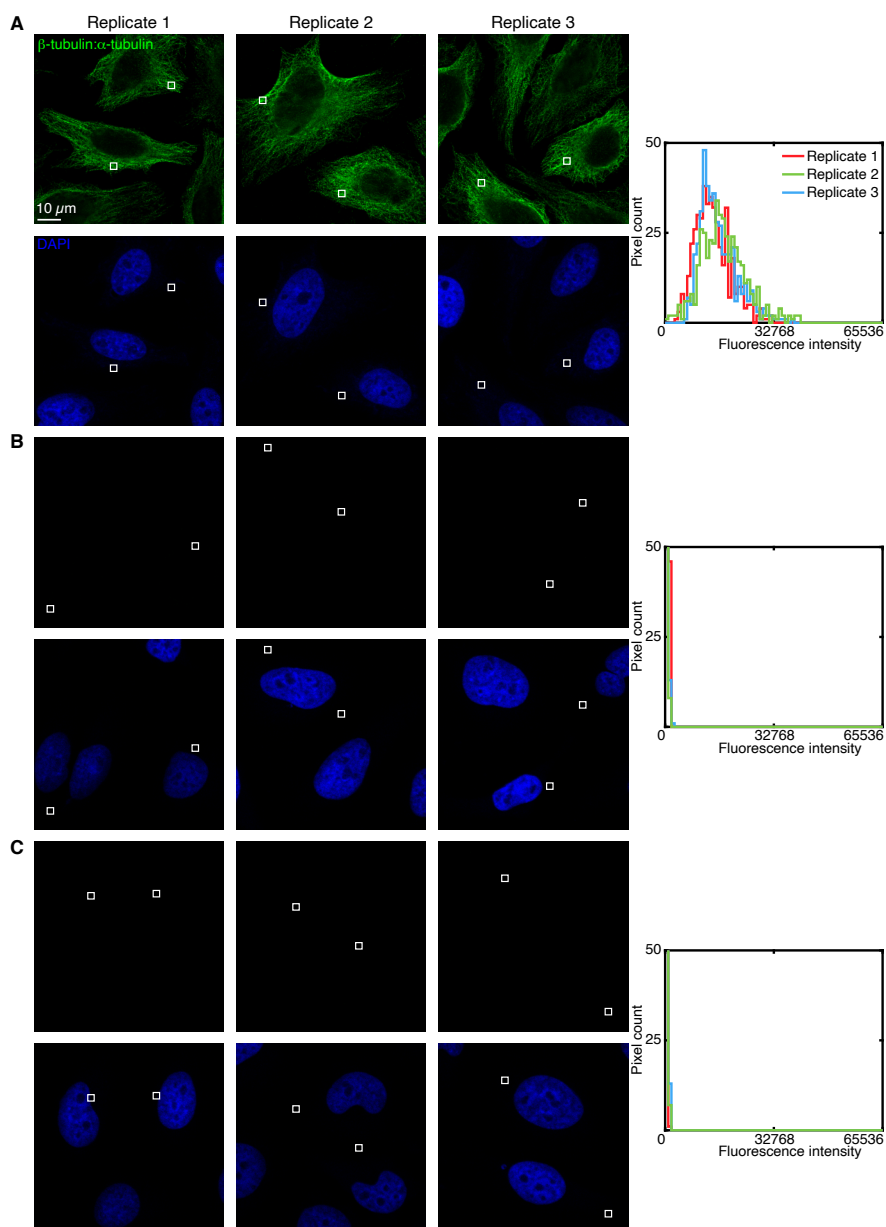 Replicate 1
Replicate 2
Replicate 3
A
β-tubulin:α-tubulin
10 µm
DAPI
50
25
0
32768
65536
Pixel count
Fluorescence intensity
Replicate 1
Replicate 2
Replicate 3
B
50
25
0
32768
65536
Pixel count
Fluorescence intensity
C
50
25
0
32768
65536
Pixel count
Fluorescence intensity